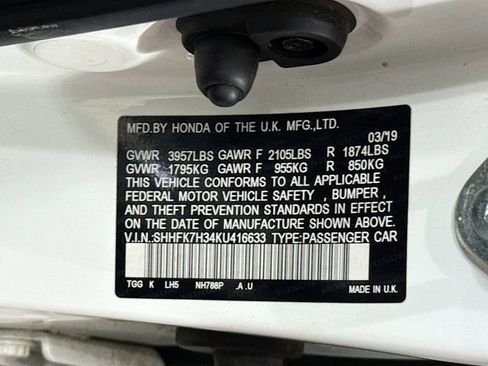 MFD.BY HONDA OF THE U.K. MFG.,LTD.
03/19
GVWR 3957LBS GAWR F 2105LBS R 1874LBS
GVWR 1795KG GAWR F 955KG R 850KG
THIS VEHICLE CONFORMS TO ALL APPLICABLE
FEDERAL MOTOR VEHICLE SAFETY , BUMPER ,
AND THEFT PREVENTION STANDARDS IN EFFECT
ON THE DATE OF MANUFACTURE SHOWN ABOVE.
V.I.N.:SHHFK7H34KU416633 TYPE:PASSENGER CAR
TGG K LH5 NH788P .A .U MADE IN U.K.